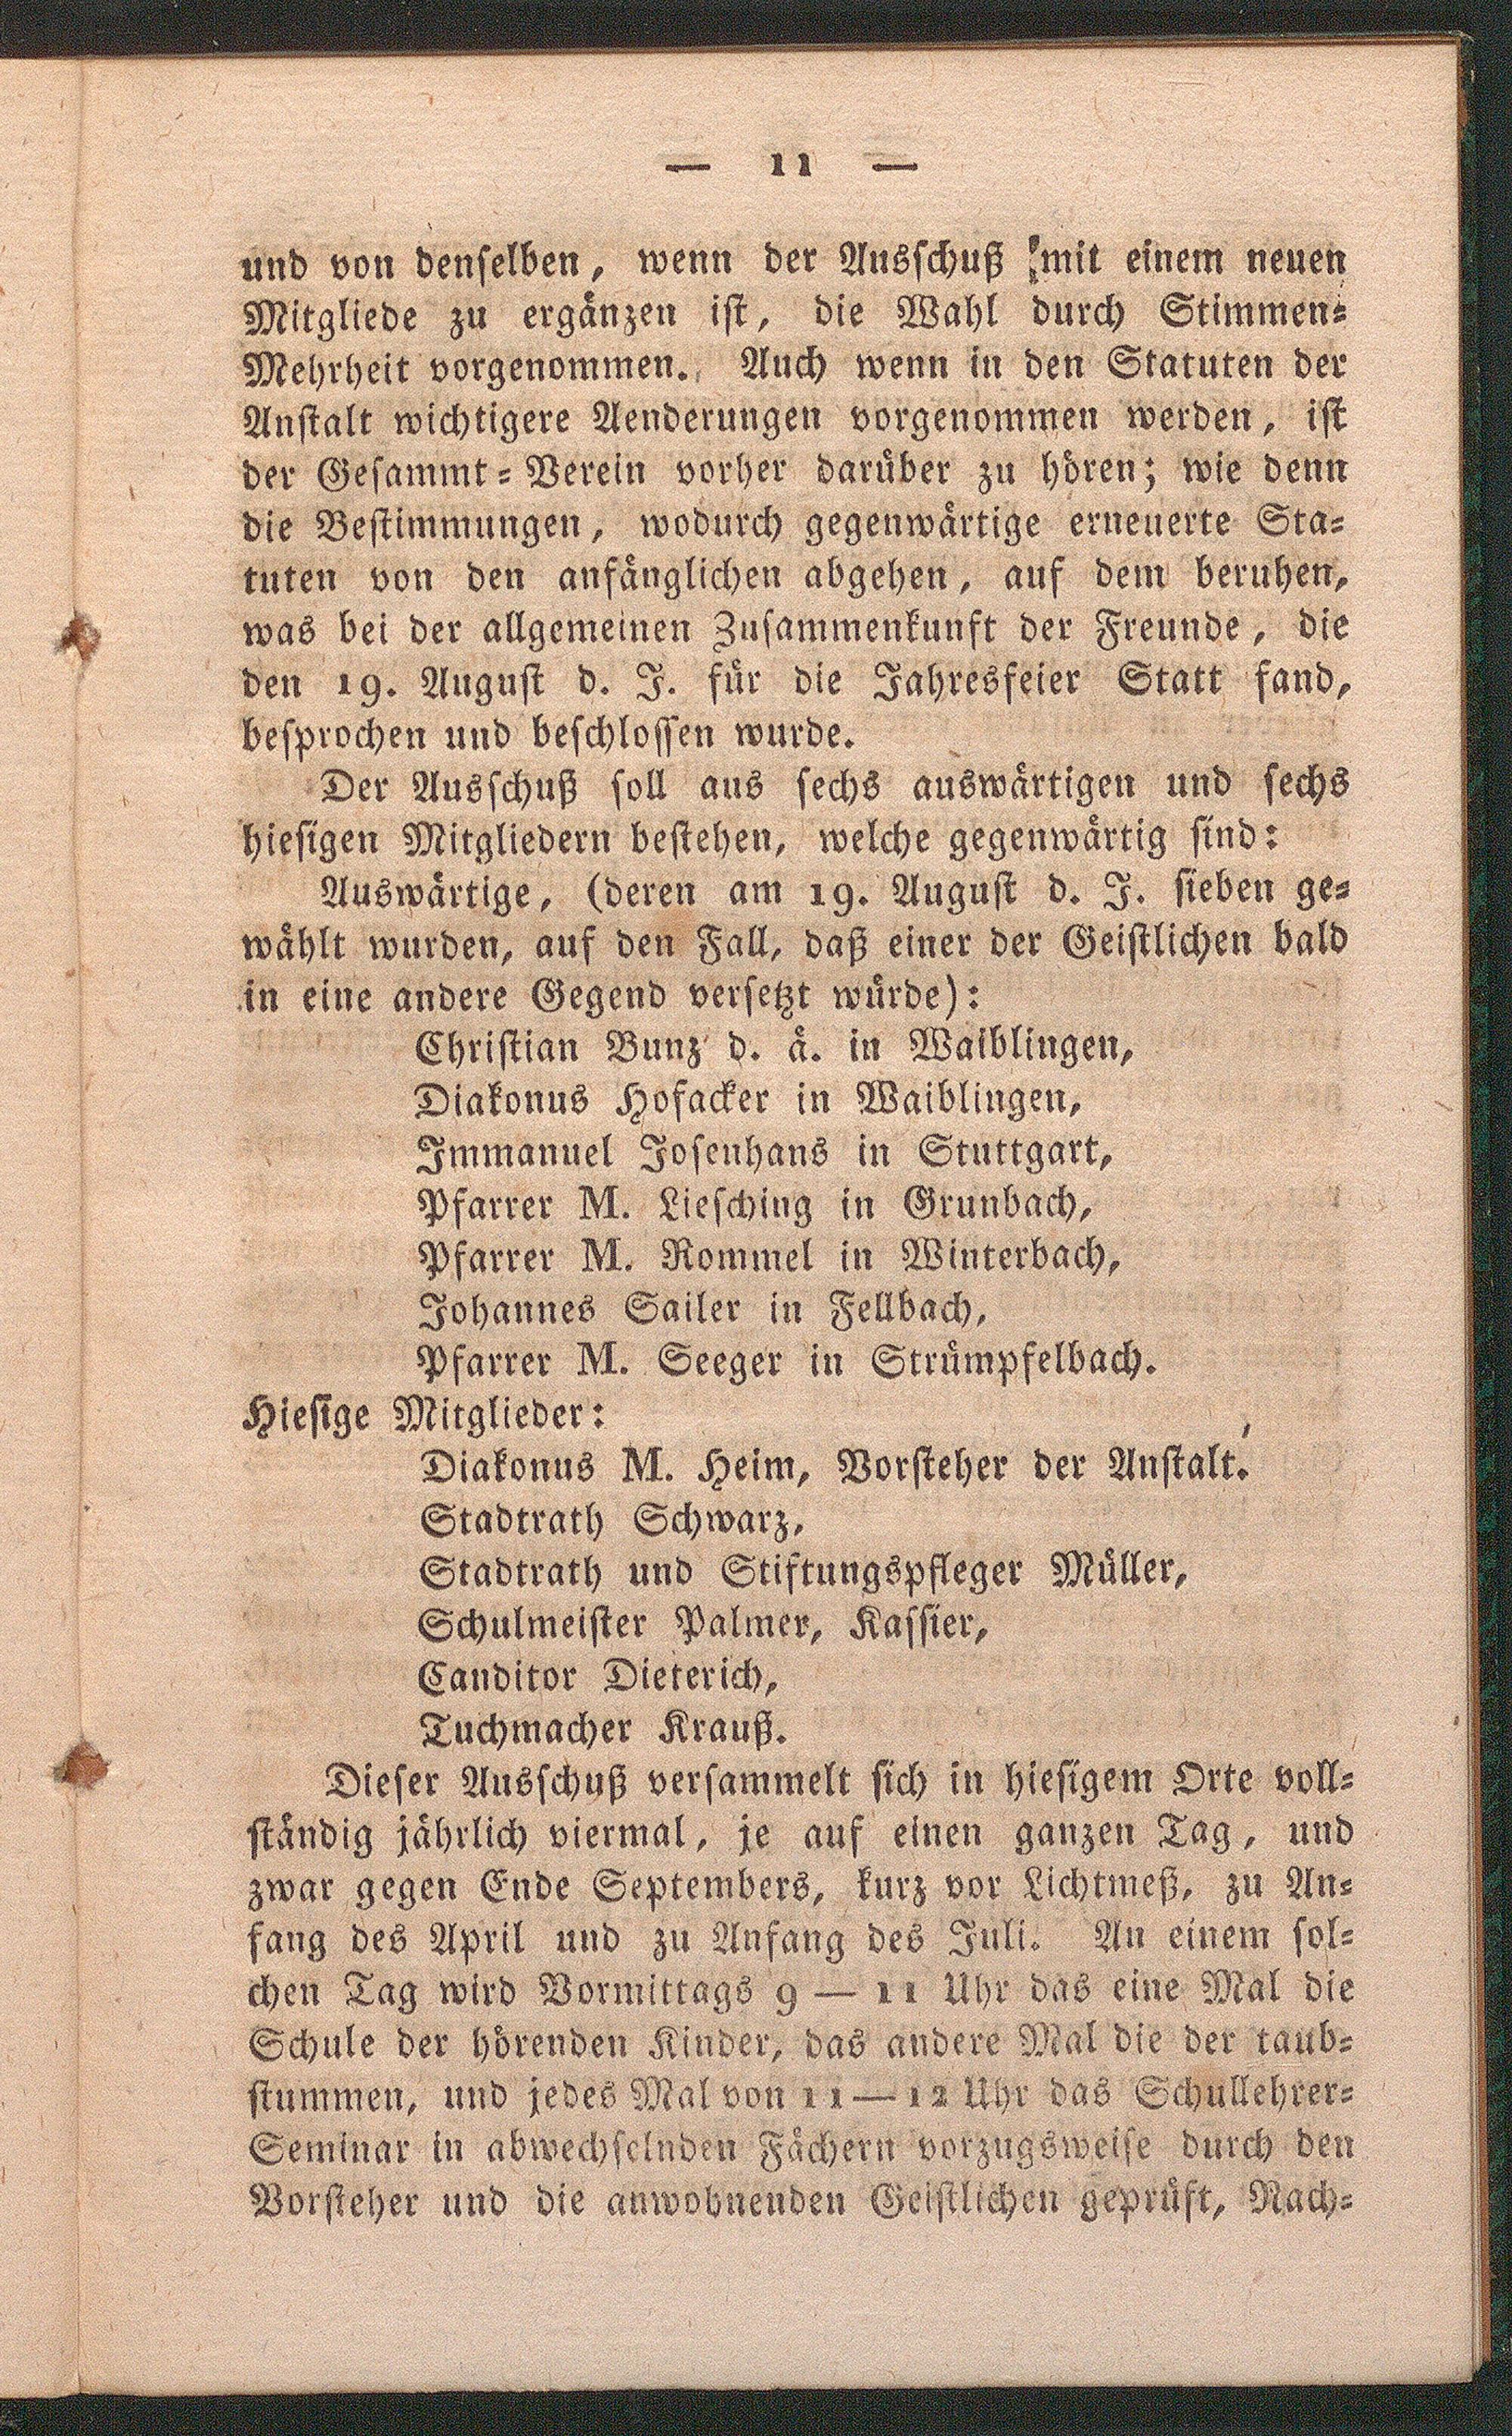 — 11 —
und von denselben, wenn der Ausschuß mit einem neuen
Mitgliede zu ergänzen ist, die Wahl durch Stimmen-
Mehrheit vorgenommen. Auch wenn in den Statuten der
Anstalt wichtigere Aenderungen vorgenommen werden, ist
der Gesammt-Verein vorher darüber zu hören; wie denn
die Bestimmungen, wodurch gegenwärtige erneuerte Sta-
tuten von den anfänglichen abgehen, auf dem beruhen,
was bei der allgemeinen Zusammenkunft der Freunde, die
den 19. August d. J. für die Jahresfeier Statt fand,
besprochen und beschlossen wurde.
Der Ausschuß soll aus sechs auswärtigen und sechs
hiesigen Mitgliedern bestehen, welche gegenwärtig sind:
Auswärtige, (deren am 19. August d. J. sieben ge-
wählt wurden, auf den Fall, daß einer der Geistlichen bald
in eine andere Gegend versetzt würde):
Christian Bunz d. ä. in Waiblingen,
Diakonus Hofacker in Waiblingen,
Immanuel Josenhans in Stuttgart,
Pfarrer M. Liesching in Grunbach,
Pfarrer M. Rommel in Winterbach,
Johannes Sailer in Fellbach,
Pfarrer M. Seeger in Strümpfelbach.
Hiesige Mitglieder:
Diakonus M. Heim, Vorsteher der Anstalt.
Stadtrath Schwarz,
Stadtrath und Stiftungspfleger Müller,
Schulmeister Palmer, Kassier,
Canditor Dieterich,
Tuchmacher Krauß.
Dieser Ausschuß versammelt sich in hiesigem Orte voll-
ständig jährlich viermal, je auf einen ganzen Tag, und
zwar gegen Ende Septembers, kurz vor Lichtmeß, zu An-
fang des April und zu Anfang des Juli. An einem sol-
chen Tag wird Vormittags 9 — 11 Uhr das eine Mal die
Schule der hörenden Kinder, das andere Mal die der taub-
stummen, und jedes Mal von 11—12 Uhr das Schullehrer-
Seminar in abwechselnden Fächern vorzugsweise durch den
Vorsteher und die anwohnenden Geistlichen geprüft, Nach-